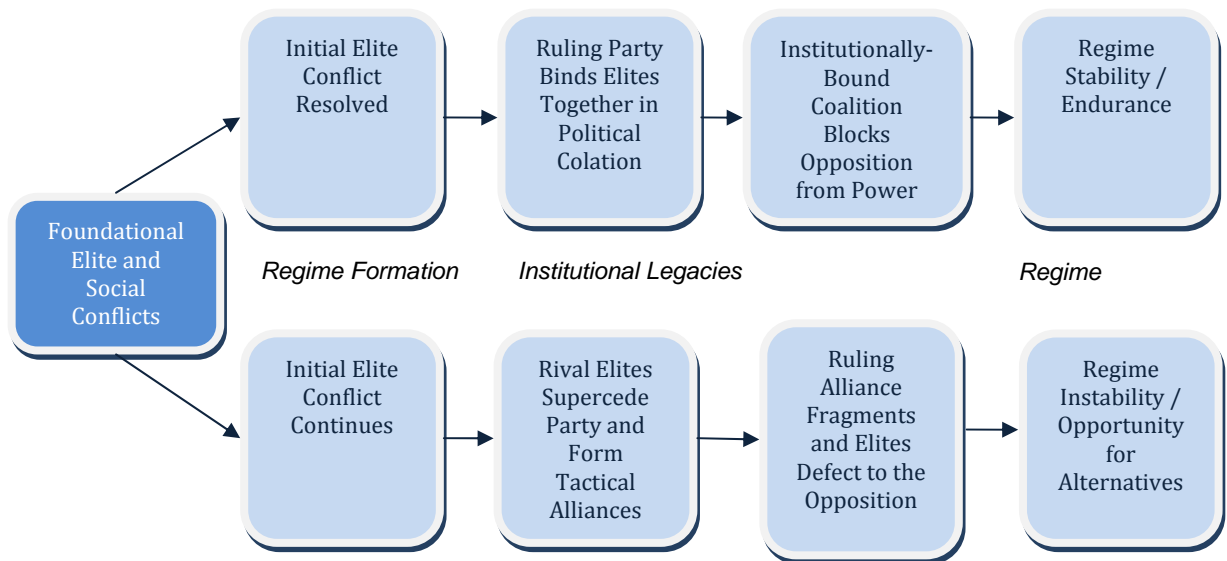 Initial Elite
Conflict
Resolved
Ruling Party
Binds Elites
Together in
Political
Colation
Institutionally-
Bound
Coalition
Blocks
Opposition
from Power
Regime
Stability /
Endurance
Foundational
Elite and
Social
Conflicts
Regime Formation
Institutional Legacies
Regime
Initial Elite
Conflict
Continues
Rival Elites
Supercede
Party and
Form
Tactical
Alliances
Ruling
Alliance
Fragments
and Elites
Defect to the
Opposition
Regime
Instability /
Opportunity
for
Alternatives